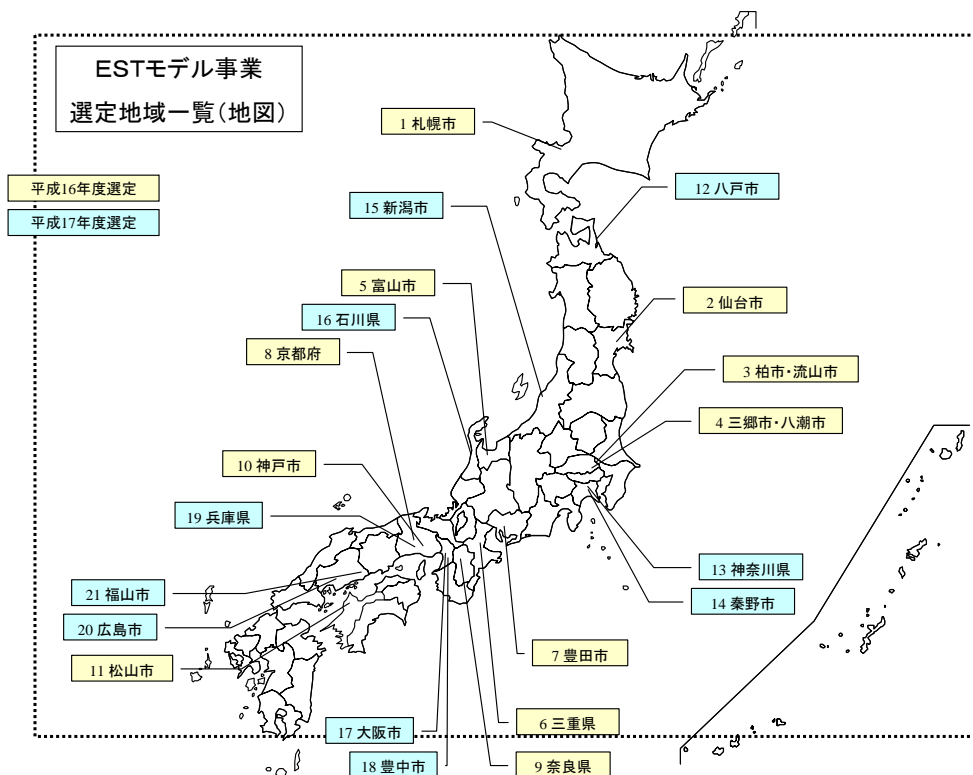 ESTモデル事業
選定地域一覧(地図)
1 札幌市
平成16年度選定
12 八戸市
15 新潟市
平成17年度選定
5 富山市
2 仙台市
16 石川県
8 京都府
3 柏市・流山市
4 三郷市・八潮市
10 神戸市
19 兵庫県
13 神奈川県
21 福山市
14 秦野市
20 広島市
7 豊田市
11 松山市
6 三重県
17 大阪市
18 豊中市
9 奈良県